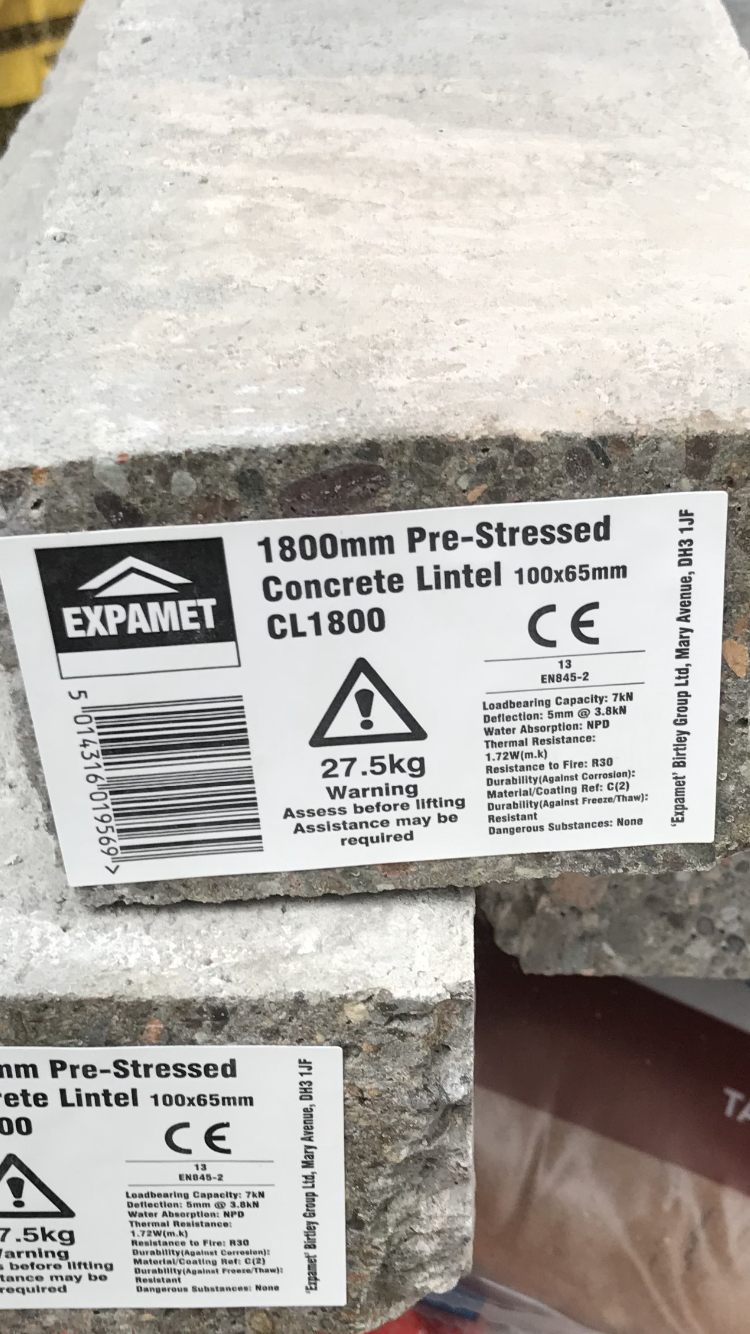 EXPAMET
1800mm Pre-Stressed
Concrete Lintel 100x65mm
CL1800
CE
13
EN845-2
Loadbearing Capacity: 7kN
Deflection: 5mm @ 3.8kN
Water Absorption: NPD
Thermal Resistance:
1.72W(m.k)
Resistance to Fire: R30
Durability(Against Corrosion):
Material/Coating Ref: C(2)
Durability(Against Freeze/Thaw):
Resistant
Dangerous Substances: None
27.5kg
Warning
Assess before lifting
Assistance may be
required
5 014316 019569 >
'Expamet' Birtley Group Ltd, Mary Avenue, DH3 1JF
mm Pre-Stressed
ete Lintel 100x65mm
00
CE
13
EN845-2
Loadbearing Capacity: 7kN
Deflection: 5mm @ 3.8kN
Water Absorption: NPD
Thermal Resistance:
1.72W(m.k)
Resistance to Fire: R30
Durability(Against Corrosion):
Material/Coating Ref: C(2)
Durability(Against Freeze/Thaw):
Resistant
Dangerous Substances: None
7.5kg
arning
before lifting
tance may be
required
'Expamet' Birtley Group Ltd, Mary Avenue, DH3 1JF
TA